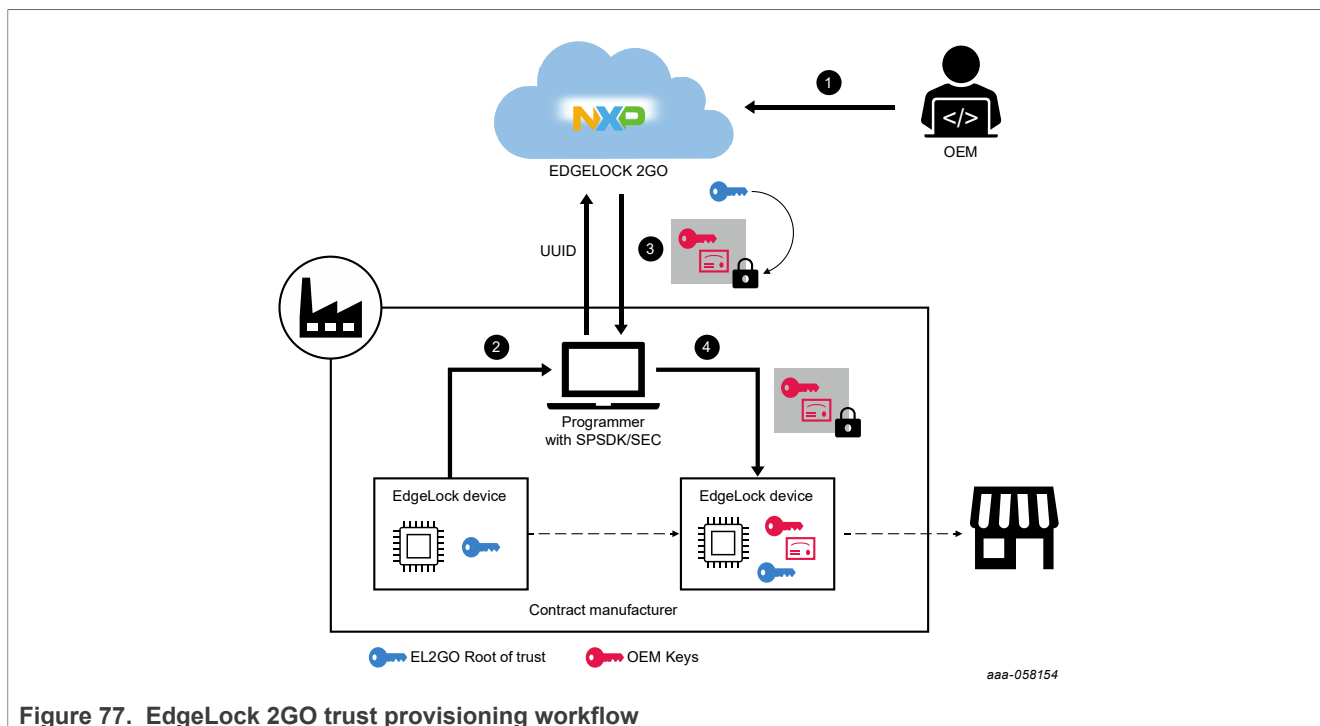 NXP
1
EDGELOCK 2GO
OEM
</>
UUID
3
2
4
Programmer
with SPSDK/SEC
EdgeLock device
EdgeLock device
Contract manufacturer
EL2GO Root of trust
OEM Keys
aaa-058154
Figure 77. EdgeLock 2GO trust provisioning workflow